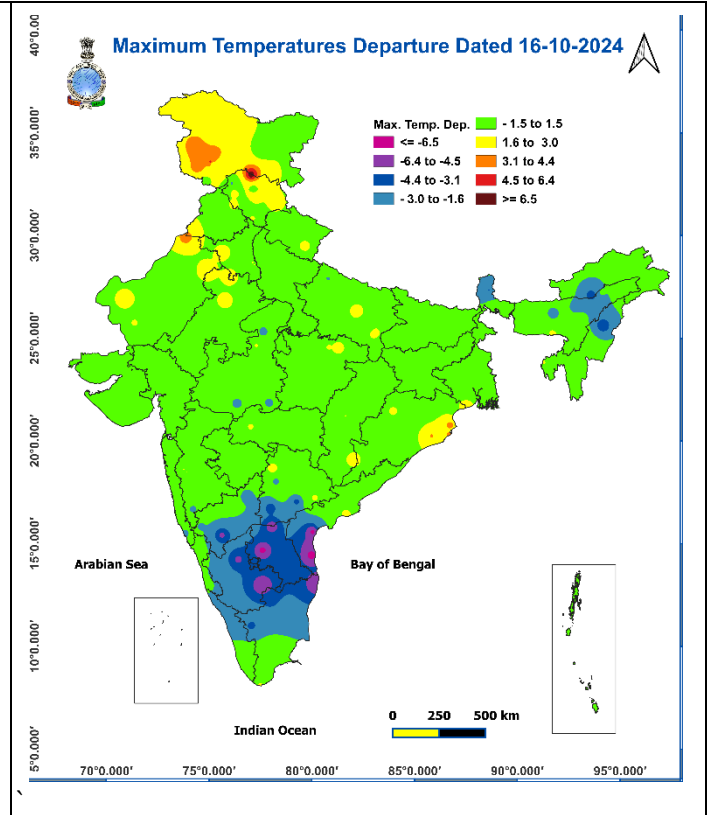 Maximum Temperatures Departure Dated 16-10-2024
Max. Temp. Dep.
<= -6.5
-6.4 to -4.5
-4.4 to -3.1
- 3.0 to -1.6
- 1.5 to 1.5
1.6 to 3.0
3.1 to 4.4
4.5 to 6.4
>= 6.5
40°0.00
35°0.000'
30°0.000'
25°0.000'
20°0.000'
15°0.000'
10°0.000'
5°0.000'
Arabian Sea
Bay of Bengal
Indian Ocean
0 250 500 km
70°0.000' 75°0.000' 80°0.000' 85°0.000' 90°0.000' 95°0.000'
`